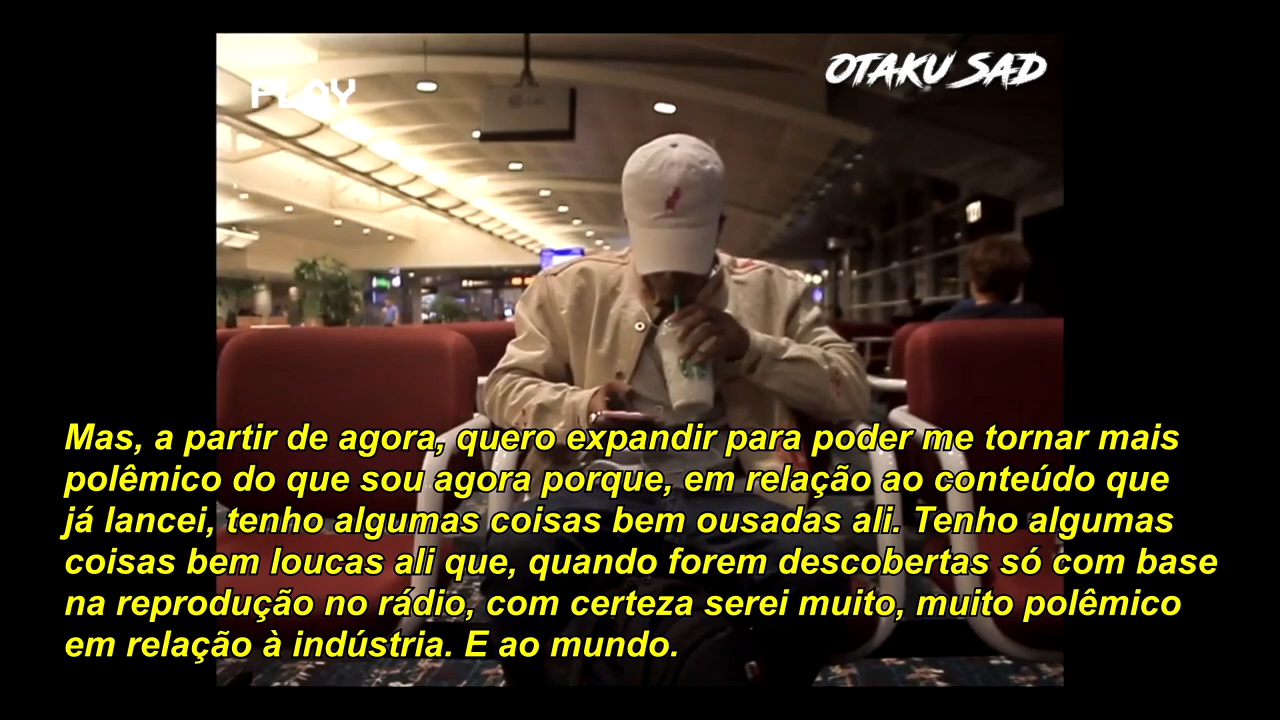 PLAY
OTAKU SAD
Mas, a partir de agora, quero expandir para poder me tornar mais
polêmico do que sou agora porque, em relação ao conteúdo que
já lancei, tenho algumas coisas bem ousadas ali. Tenho algumas
coisas bem loucas ali que, quando forem descobertas só com base
na reprodução no rádio, com certeza serei muito, muito polêmico
em relação à indústria. E ao mundo.